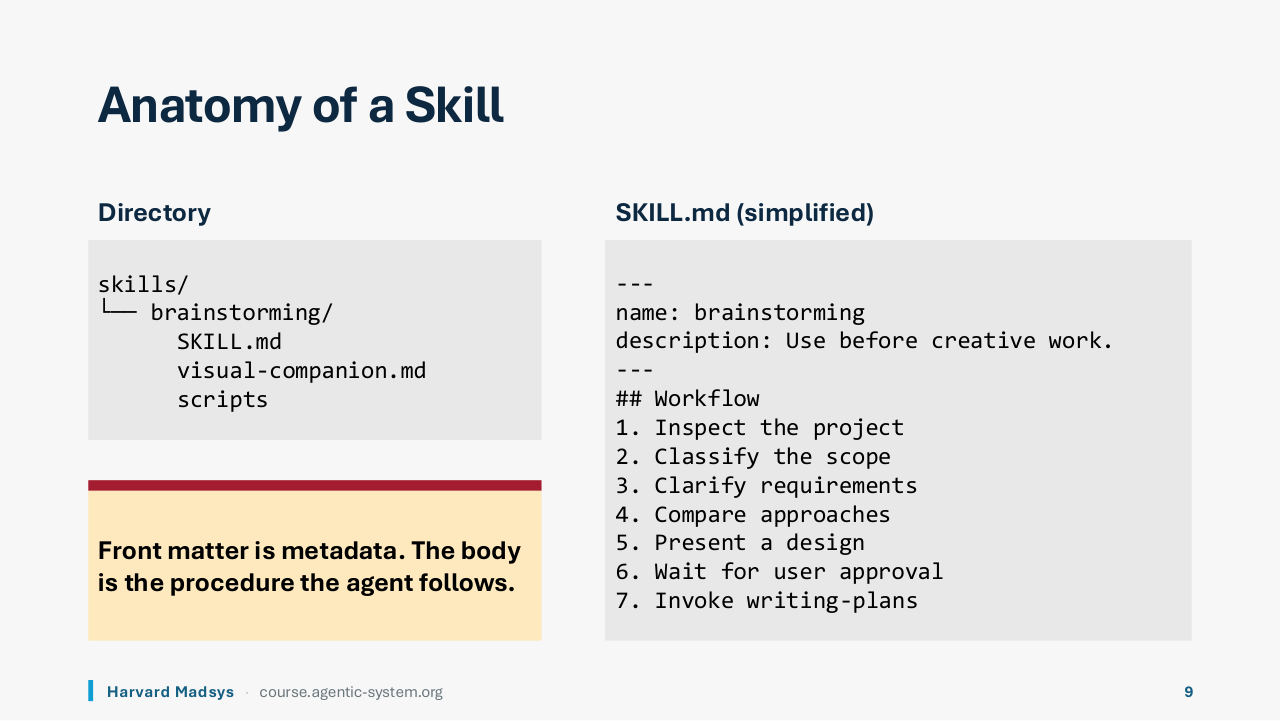 Anatomy of a Skill
Directory
skills/
└── brainstorming/
      SKILL.md
      visual-companion.md
      scripts
Front matter is metadata. The body
is the procedure the agent follows.
SKILL.md (simplified)
---
name: brainstorming
description: Use before creative work.
---
## Workflow
1. Inspect the project
2. Classify the scope
3. Clarify requirements
4. Compare approaches
5. Present a design
6. Wait for user approval
7. Invoke writing-plans
Harvard Madsys · course.agentic-system.org
9